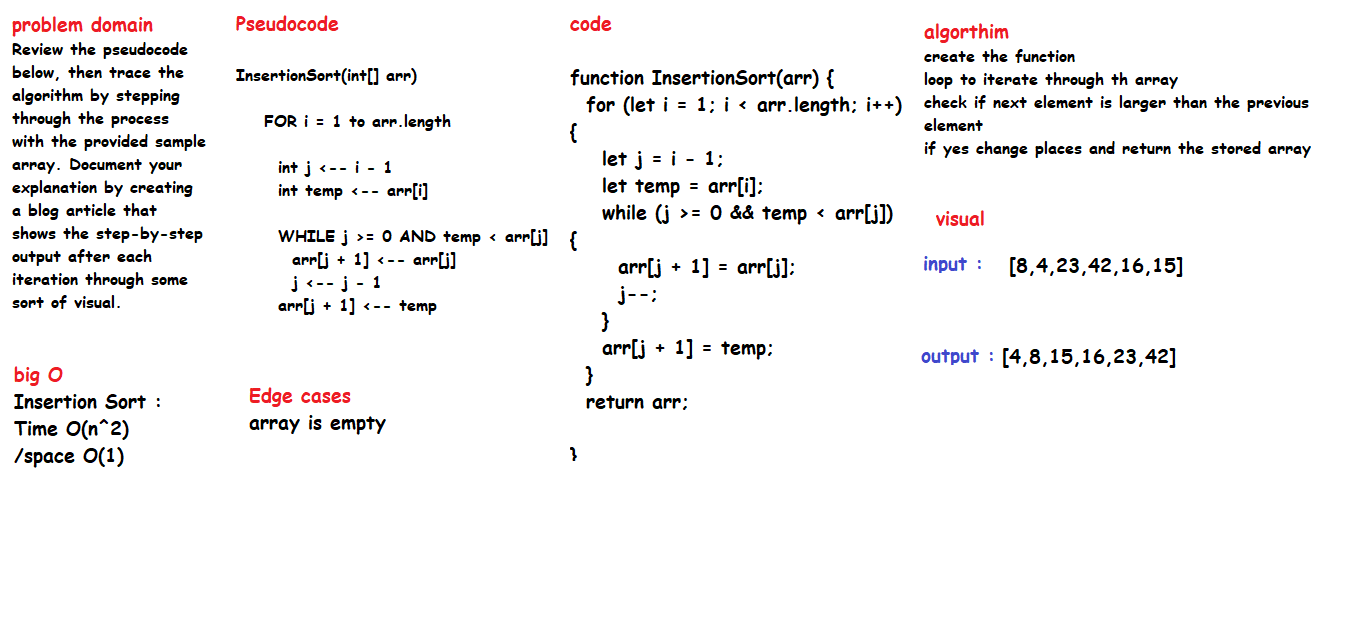 problem domain
Review the pseudocode
below, then trace the
algorithm by stepping
through the process
with the provided sample
array. Document your
explanation by creating
a blog article that
shows the step-by-step
output after each
iteration through some
sort of visual.
big O
Insertion Sort :
Time O(n^2)
/space O(1)
Pseudocode
InsertionSort(int[] arr)
FOR i = 1 to arr.length
int j <-- i - 1
int temp <-- arr[i]
WHILE j >= 0 AND temp < arr[j]
arr[j + 1] <-- arr[j]
j <-- j - 1
arr[j + 1] <-- temp
Edge cases
array is empty
code
function InsertionSort(arr) {
for (let i = 1; i < arr.length; i++)
{
let j = i - 1;
let temp = arr[i];
while (j >= 0 && temp < arr[j])
{
arr[j + 1] = arr[j];
j--;
}
arr[j + 1] = temp;
}
return arr;
}
algorthim
create the function
loop to iterate through th array
check if next element is larger than the previous
element
if yes change places and return the stored array
visual
input : [8,4,23,42,16,15]
output : [4,8,15,16,23,42]